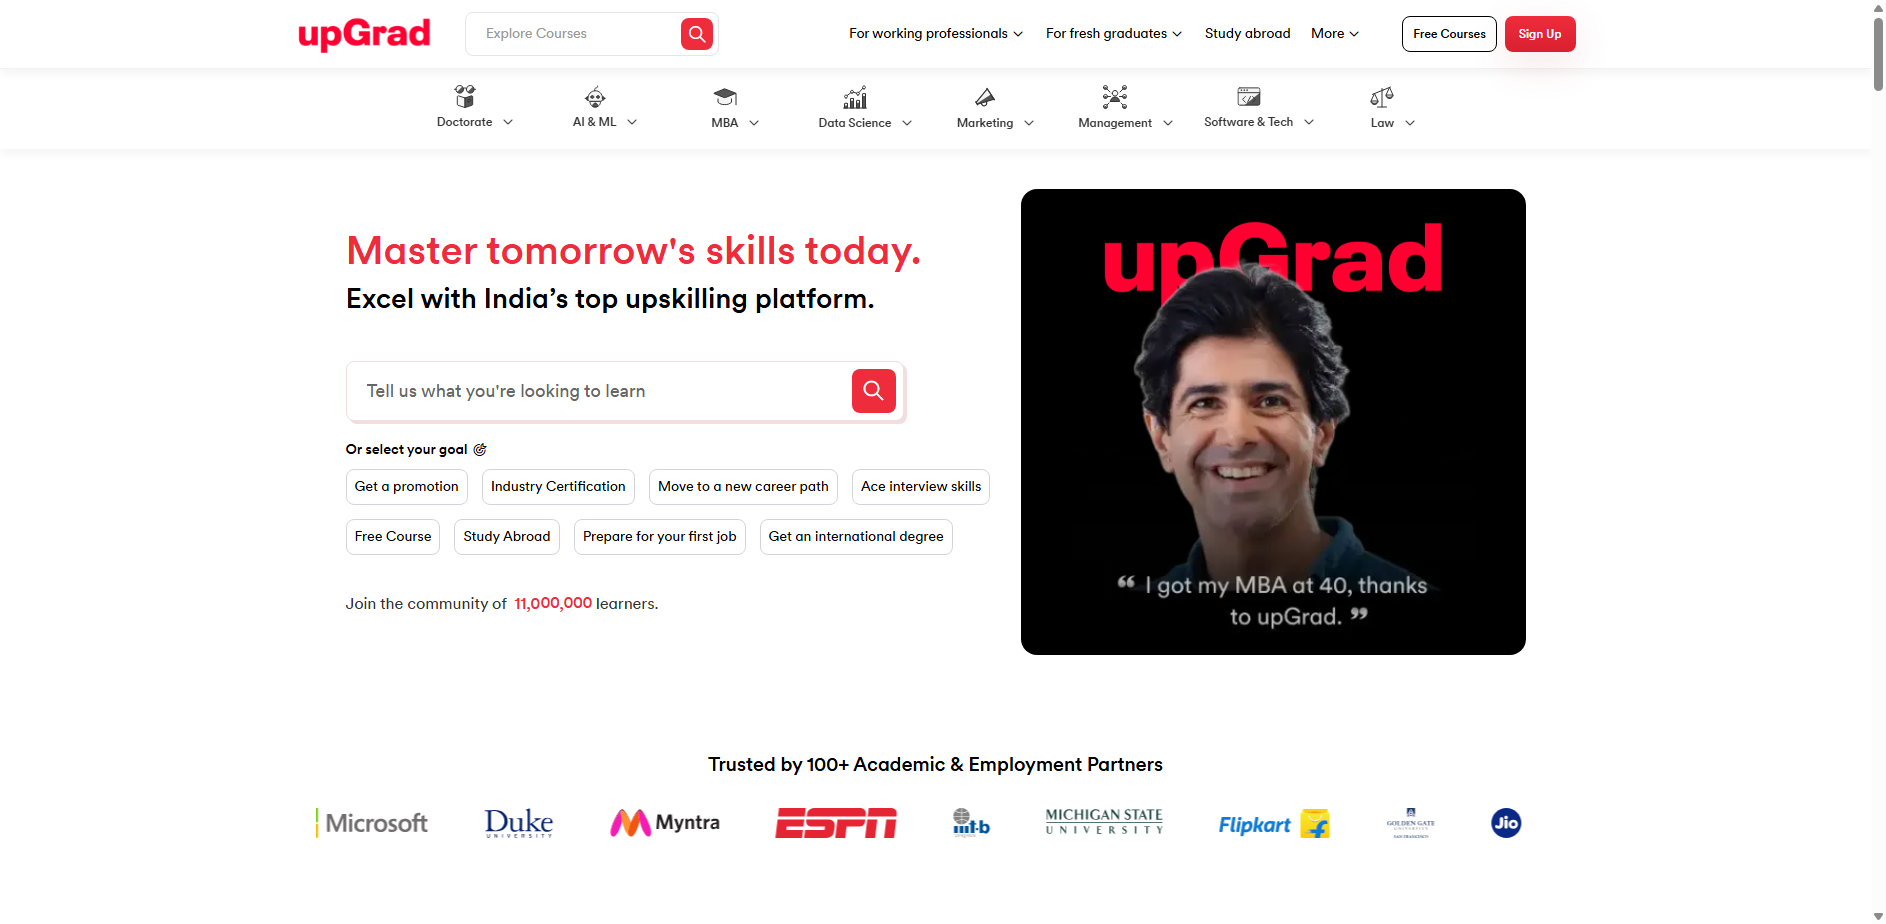 upGrad
Explore Courses
For working professionals
For fresh graduates
Study abroad
More
Free Courses
Sign Up
Doctorate
AI & ML
MBA
Data Science
Marketing
Management
Software & Tech
Law
Master tomorrow's skills today.
Excel with India’s top upskilling platform.
Tell us what you're looking to learn
Or select your goal
Get a promotion
Industry Certification
Move to a new career path
Ace interview skills
Free Course
Study Abroad
Prepare for your first job
Get an international degree
Join the community of 11,000,000 learners.
upGrad
“ I got my MBA at 40, thanks
to upGrad. ”
Trusted by 100+ Academic & Employment Partners
Microsoft
Duke
UNIVERSITY
Myntra
ESPN
MICHIGAN STATE
UNIVERSITY
Flipkart
GOLDEN GATE
UNIVERSITY
SAN FRANCISCO
Jio